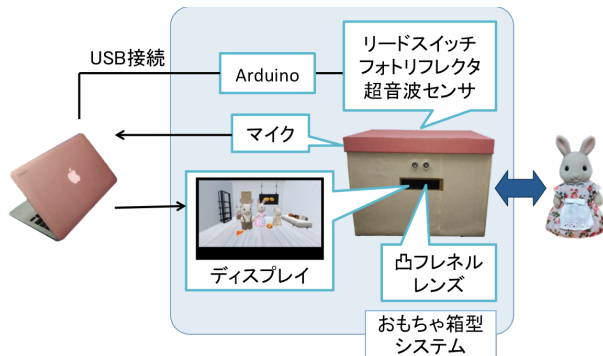 USB接続
Arduino
リードスイッチ
フォトリフレクタ
超音波センサ
マイク
ディスプレイ
凸フレネル
レンズ
おもちゃ箱型
システム